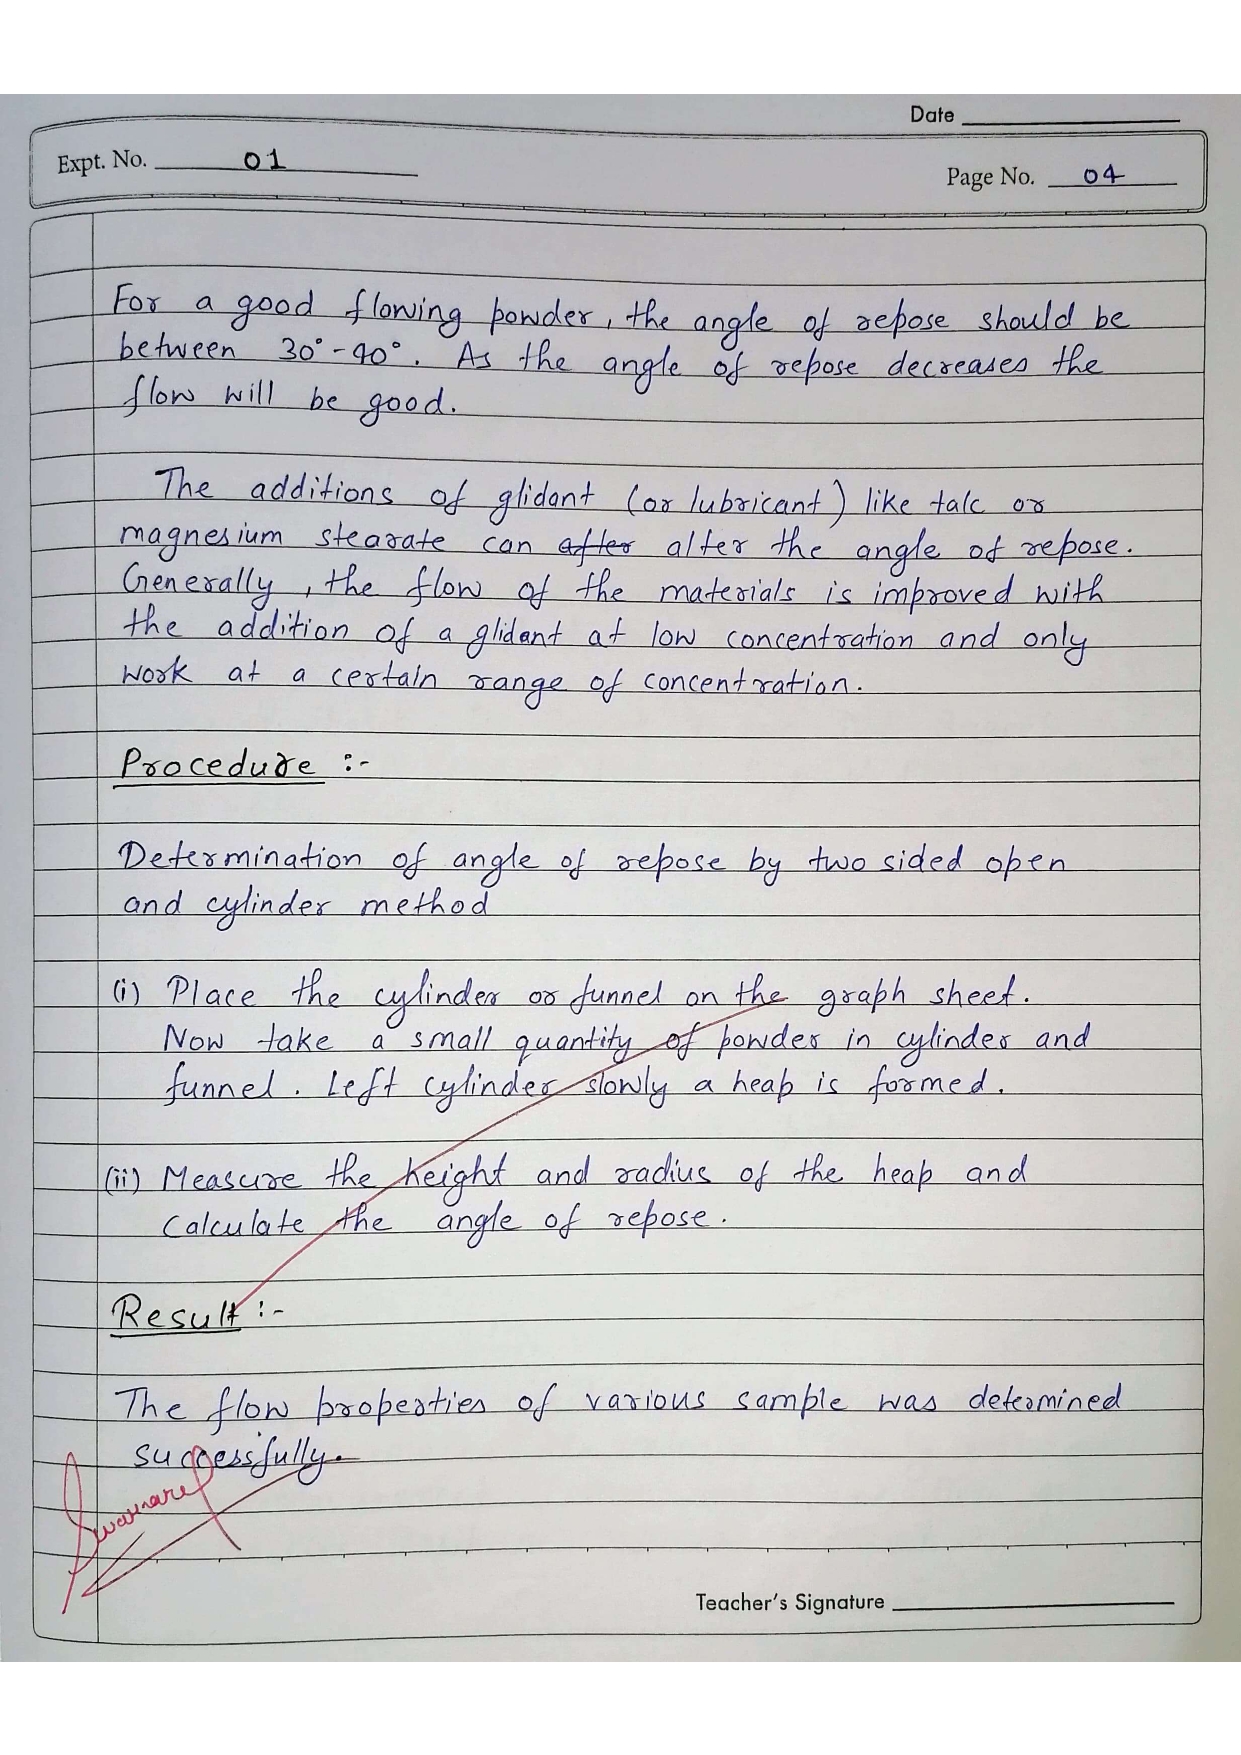 Date
Expt. No. 01
Page No. 04
For a good flowing powder, the angle of repose should be
between 30°-40°. As the angle of repose decreases the
flow will be good.
The additions of glidant (or lubricant) like talc or
magnesium stearate can after alter the angle of repose.
Generally, the flow of the materials is improved with
the addition of a glidant at low concentration and only
work at a certain range of concentration.
Procedure :-
Determination of angle of repose by two sided open
and cylinder method
(i) Place the cylinder or funnel on the graph sheet.
Now take a small quantity of powder in cylinder and
funnel. Left cylinder slowly a heap is formed.
(ii) Measure the height and radius of the heap and
calculate the angle of repose.
Result :-
The flow properties of various sample was determined
successfully.
Teacher's Signature